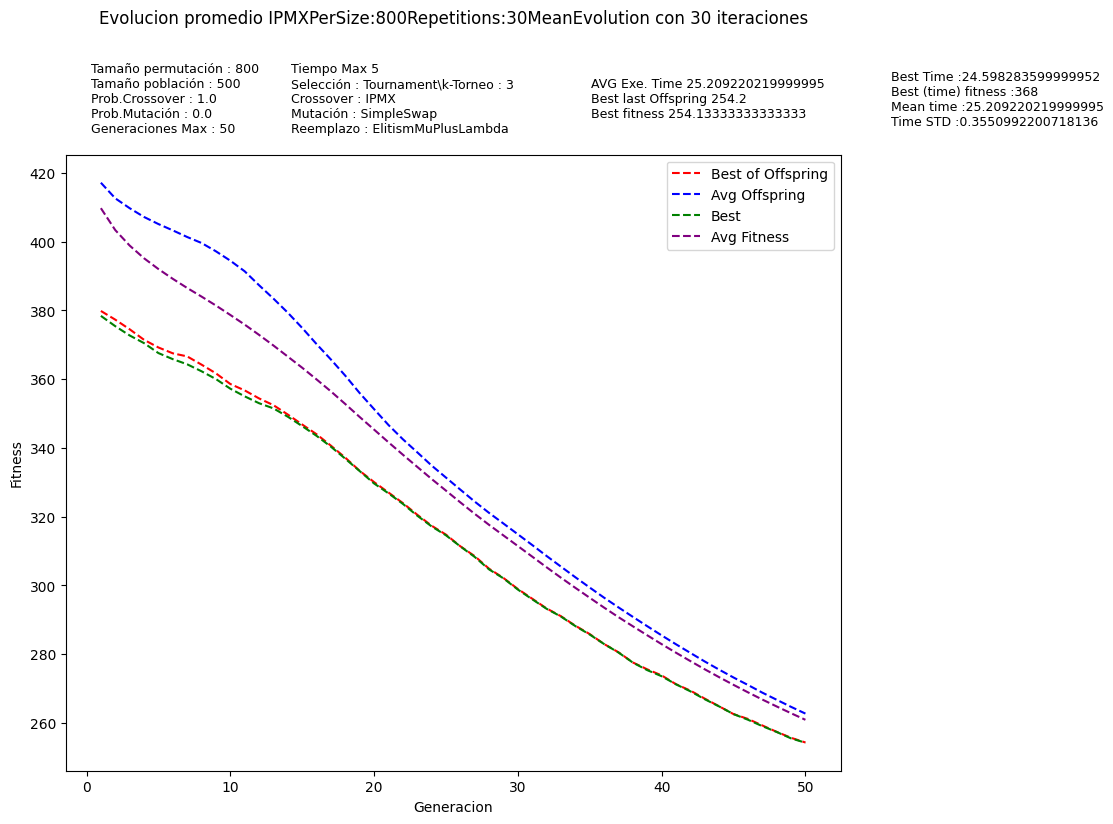 Evolucion promedio IPMXPerSize:800Repetitions:30MeanEvolution con 30 iteraciones
Tamaño permutación : 800
Tamaño población : 500
Prob.Crossover : 1.0
Prob.Mutación : 0.0
Generaciones Max : 50
Tiempo Max 5
Selección : Tournament\k-Torneo : 3
Crossover : IPMX
Mutación : SimpleSwap
Reemplazo : ElitismMuPlusLambda
AVG Exe. Time 25.209220219999995
Best last Offspring 254.2
Best fitness 254.13333333333333
Best Time :24.598283599999952
Best (time) fitness :368
Mean time :25.209220219999995
Time STD :0.3550992200718136
Best of Offspring
Avg Offspring
Best
Avg Fitness
420
400
380
360
340
320
300
280
260
Fitness
0 10 20 30 40 50
Generacion